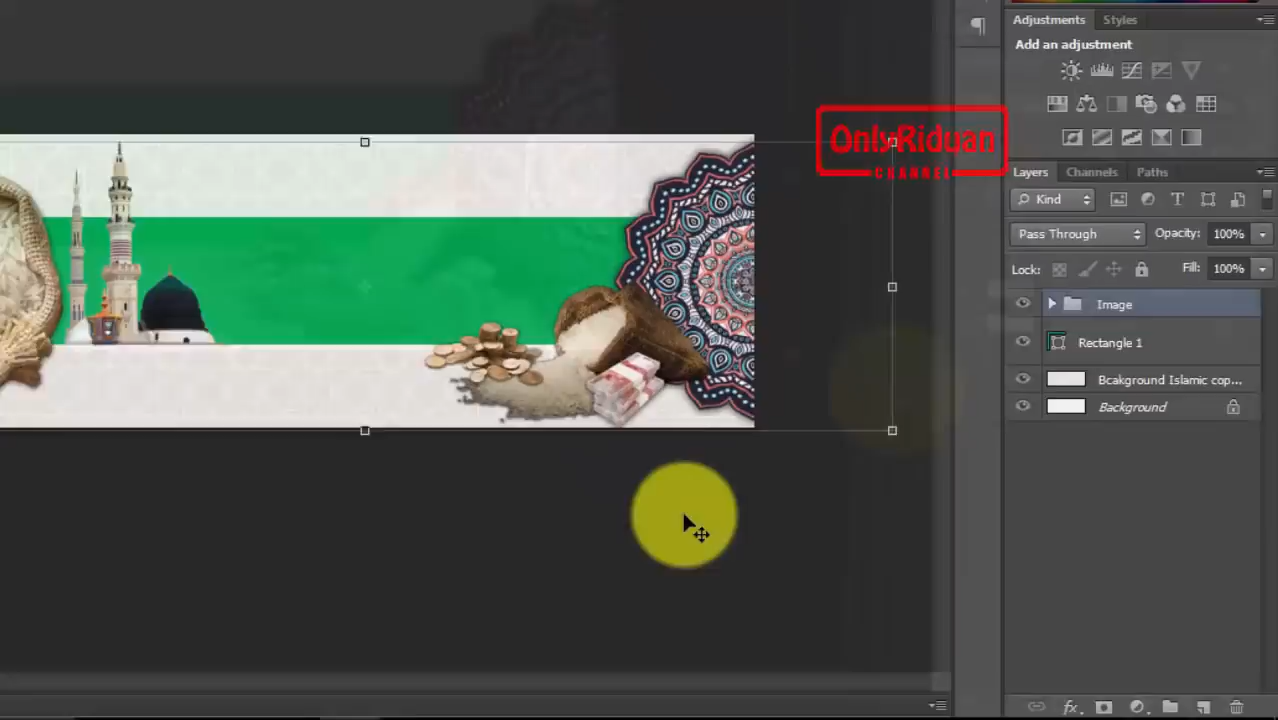 Adjustments Styles
Add an adjustment
OnlyRiduan
CHANNEL
Layers Channels Paths
Kind
Pass Through Opacity: 100%
Lock: Fill: 100%
Image
Rectangle 1
Bcakground Islamic cop...
Background
fx